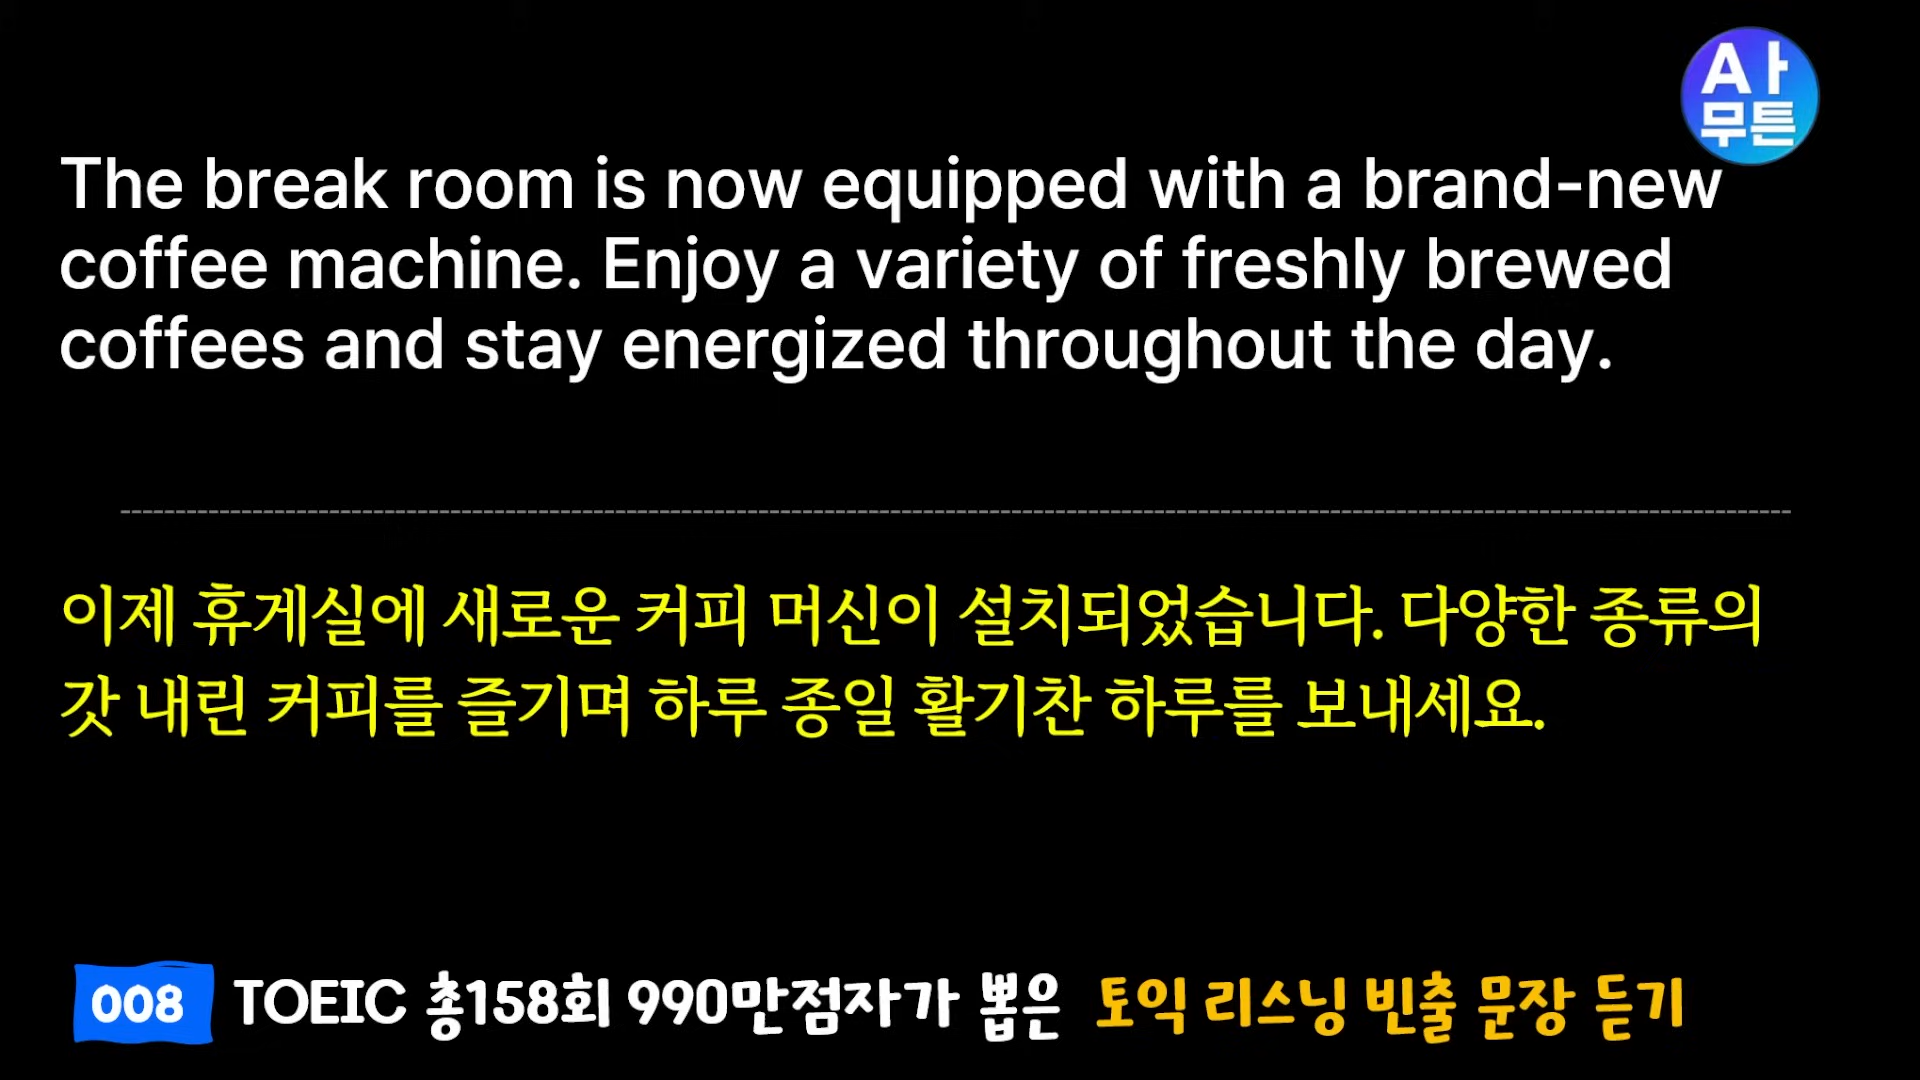 사
무튼
The break room is now equipped with a brand-new
coffee machine. Enjoy a variety of freshly brewed
coffees and stay energized throughout the day.
이제 휴게실에 새로운 커피 머신이 설치되었습니다. 다양한 종류의
갓 내린 커피를 즐기며 하루 종일 활기찬 하루를 보내세요.
008 TOEIC 총158회 990만점자가 뽑은 토익 리스닝 빈출 문장 듣기